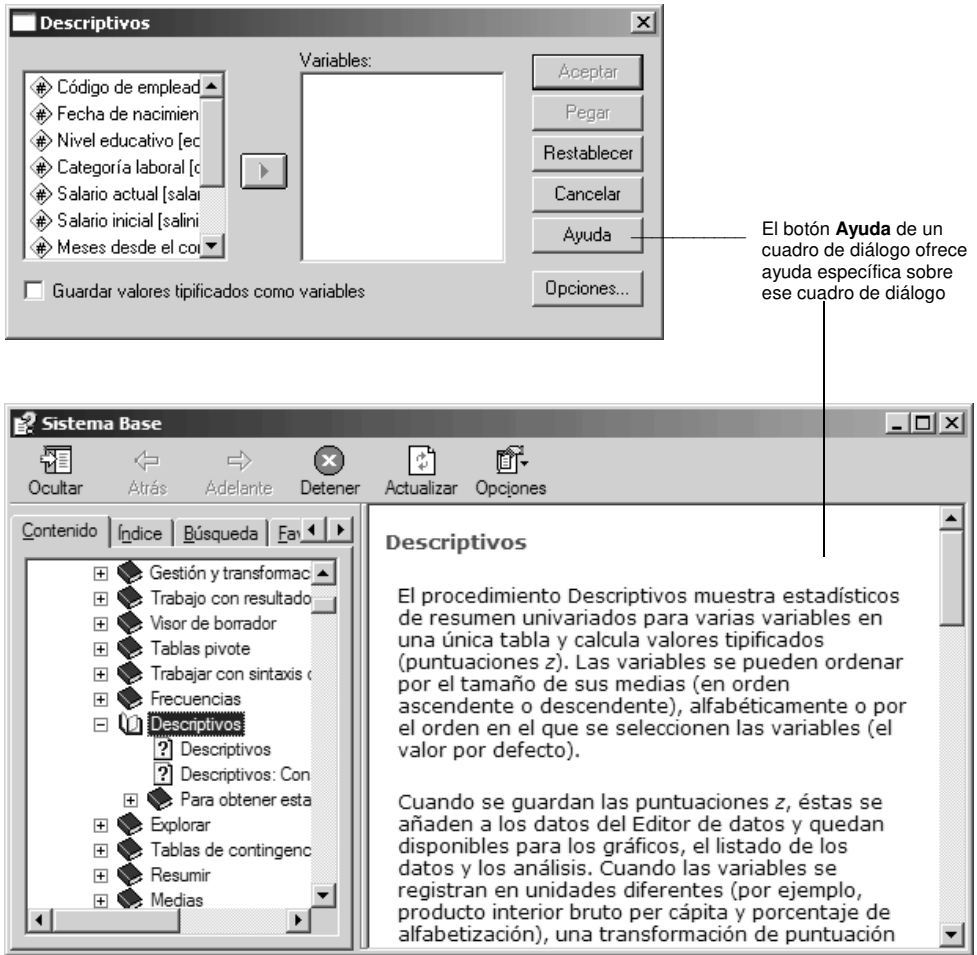 Descriptivos
Variables:
Código de emplead
Fecha de nacimien
Nivel educativo [ec
Categoría laboral [c
Salario actual [salar
Salario inicial [salini
Meses desde el cor
Guardar valores tipificados como variables
Aceptar
Pegar
Restablecer
Cancelar
Ayuda
Opciones...
El botón Ayuda de un
cuadro de diálogo ofrece
ayuda específica sobre
ese cuadro de diálogo
Sistema Base
Ocultar Atrás Adelante Detener Actualizar Opciones
Contenido Índice Búsqueda Fav
Gestión y transformac
Trabajo con resultado
Visor de borrador
Tablas pivote
Trabajar con sintaxis
Frecuencias
Descriptivos
Descriptivos
Descriptivos: Con
Para obtener esta
Explorar
Tablas de contingenc
Resumir
Medias
Descriptivos
El procedimiento Descriptivos muestra estadísticos
de resumen univariados para varias variables en
una única tabla y calcula valores tipificados
(puntuaciones z). Las variables se pueden ordenar
por el tamaño de sus medias (en orden
ascendente o descendente), alfabéticamente o por
el orden en el que se seleccionen las variables (el
valor por defecto).
Cuando se guardan las puntuaciones z, éstas se
añaden a los datos del Editor de datos y quedan
disponibles para los gráficos, el listado de los
datos y los análisis. Cuando las variables se
registran en unidades diferentes (por ejemplo,
producto interior bruto per cápita y porcentaje de
alfabetización), una transformación de puntuación